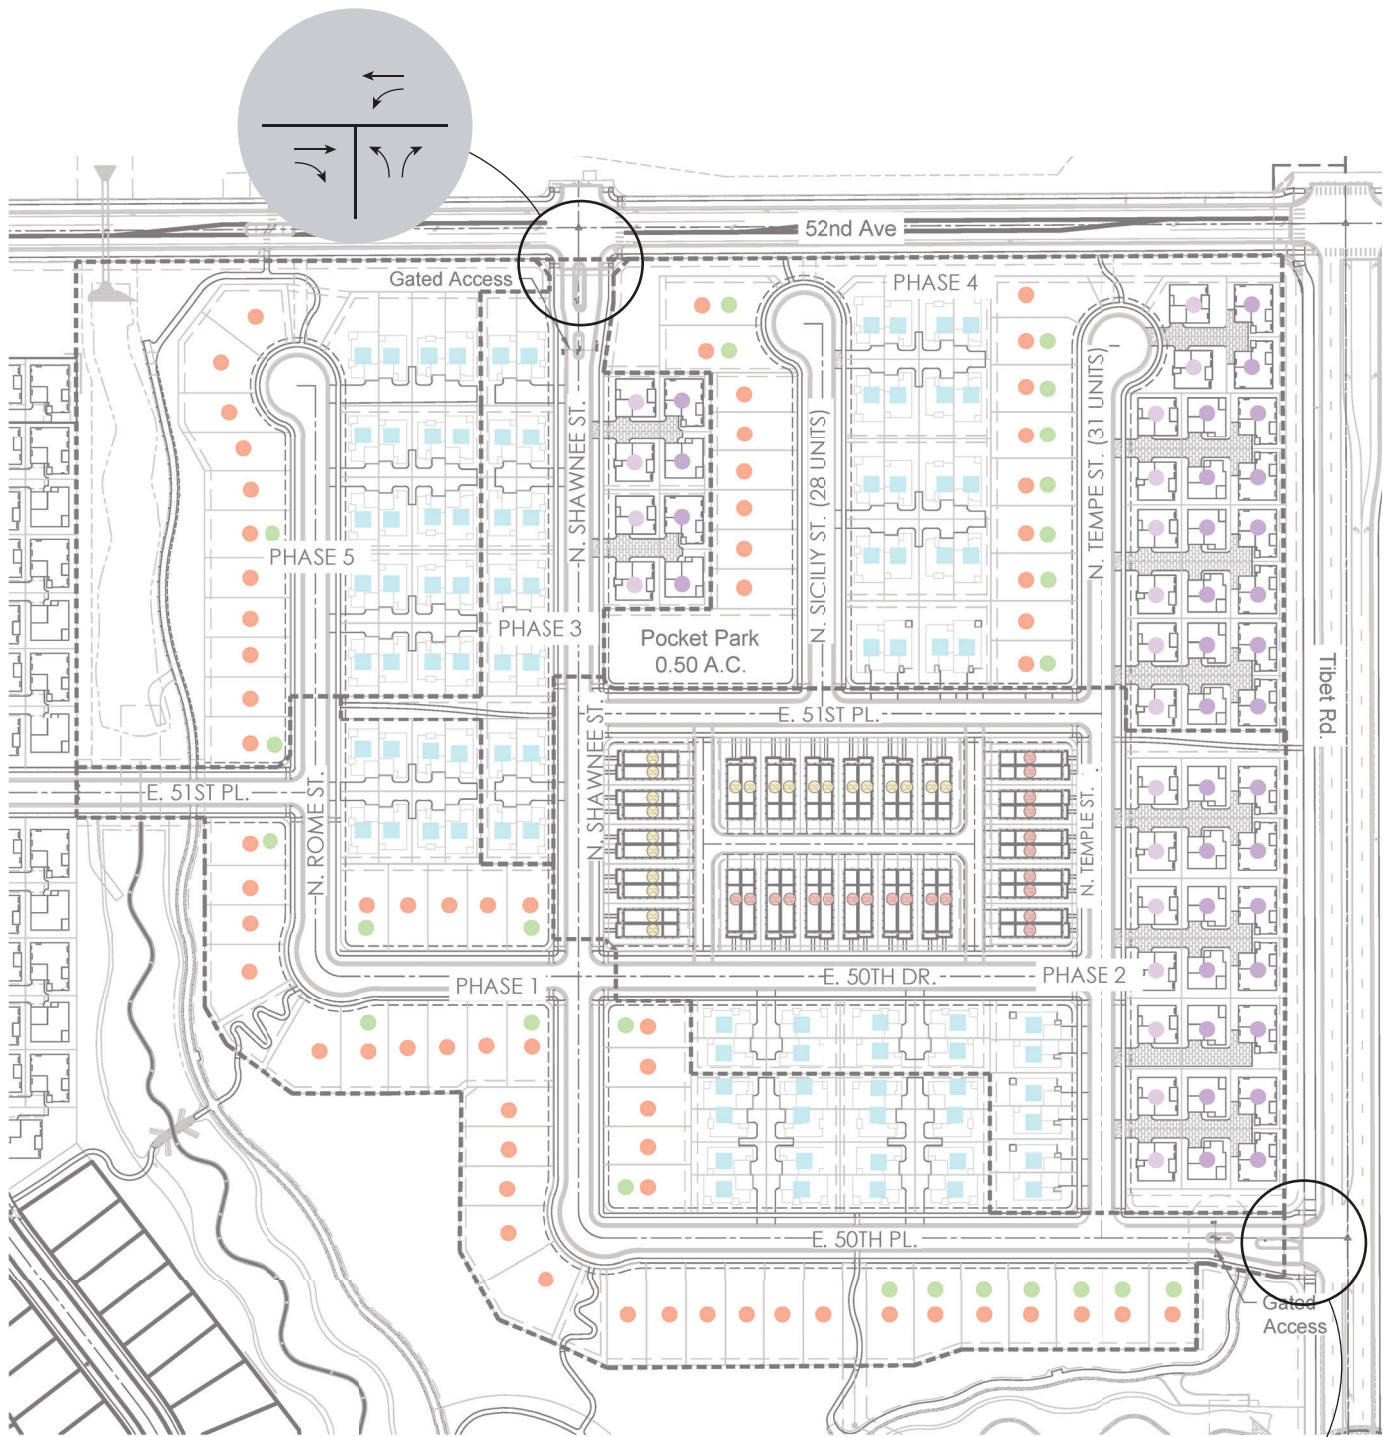 52nd Ave
Gated Access
PHASE 4
N. SHAWNEE ST.
N. SICILIY ST. (28 UNITS)
N. TEMPE ST. (31 UNITS)
PHASE 5
PHASE 3
Pocket Park
0.50 A.C.
Tibet Rd.
E. 51ST PL.
N. SHAWNEE ST.
E. 51ST PL.
N. ROME ST.
N. TEMPLE ST.
PHASE 1
E. 50TH DR.
PHASE 2
E. 50TH PL.
Gated
Access